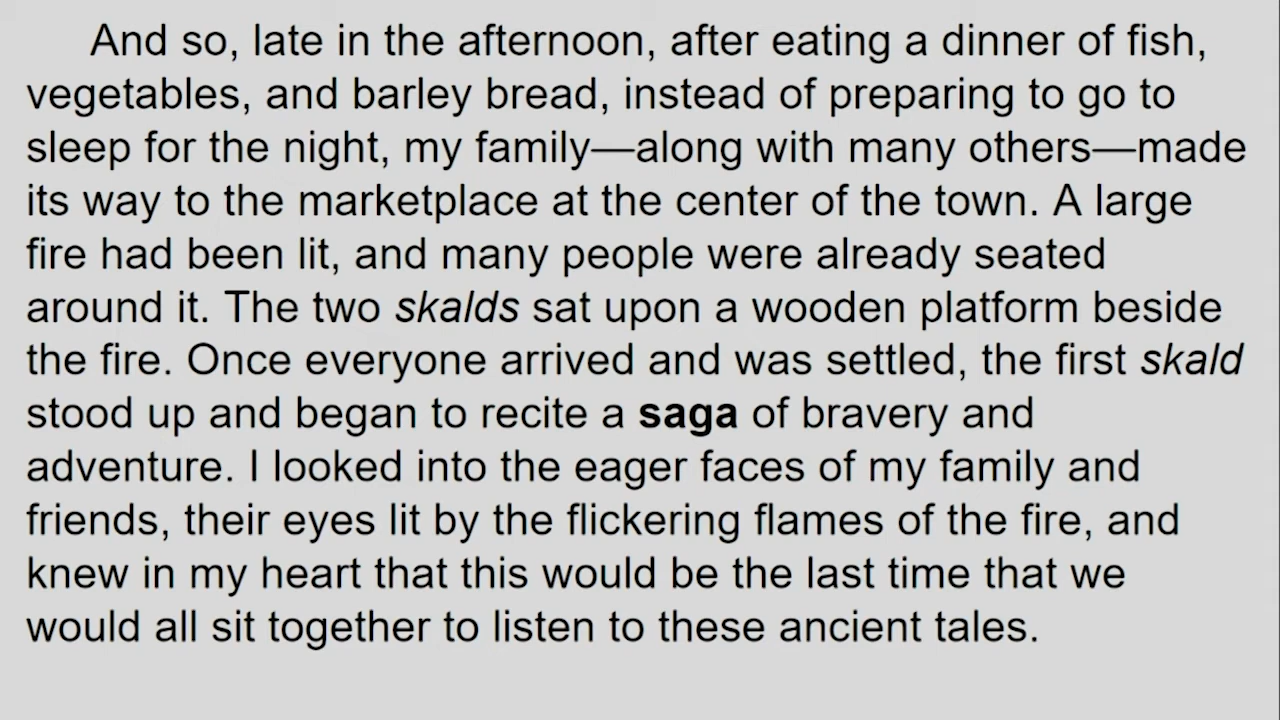 And so, late in the afternoon, after eating a dinner of fish,
vegetables, and barley bread, instead of preparing to go to
sleep for the night, my family—along with many others—made
its way to the marketplace at the center of the town. A large
fire had been lit, and many people were already seated
around it. The two skalds sat upon a wooden platform beside
the fire. Once everyone arrived and was settled, the first skald
stood up and began to recite a saga of bravery and
adventure. I looked into the eager faces of my family and
friends, their eyes lit by the flickering flames of the fire, and
knew in my heart that this would be the last time that we
would all sit together to listen to these ancient tales.